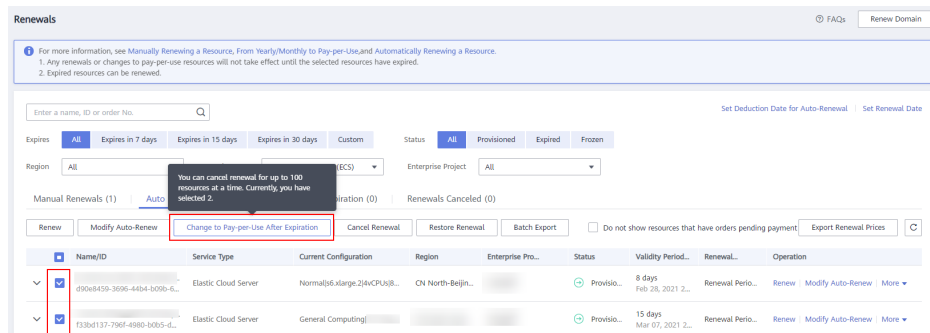 Renewals
FAQs
Renew Domain
For more information, see Manually Renewing a Resource, From Yearly/Monthly to Pay-per-Use,and Automatically Renewing a Resource.
1. Any renewals or changes to pay-per-use resources will not take effect until the selected resources have expired.
2. Expired resources can be renewed.
Enter a name, ID or order No.
Set Deduction Date for Auto-Renewal
Set Renewal Date
Expires All Expires in 7 days Expires in 15 days Expires in 30 days Custom Status All Provisioned Expired Frozen
Region All (ECS) Enterprise Project All
You can cancel renewal for up to 100
resources at a time. Currently, you have
selected 2.
Manual Renewals (1) Auto piration (0) Renewals Canceled (0)
Renew Modify Auto-Renew Change to Pay-per-Use After Expiration Cancel Renewal Restore Renewal Batch Export Do not show resources that have orders pending payment Export Renewal Prices
Name/ID Service Type Current Configuration Region Enterprise Pro... Status Validity Period... Renewal... Operation
d90e8459-3696-44b4-b09b-6... Elastic Cloud Server Normal|s6.xlarge.2|4vCPUs|8... CN North-Beijin... Provisio... 8 days Renewal Perio... Renew Modify Auto-Renew More
Feb 28, 2021 2...
f33bd137-796f-4980-b0b5-d... Elastic Cloud Server General Computing| Provisio... 15 days Renewal Perio... Renew Modify Auto-Renew More
Mar 07, 2021 2...